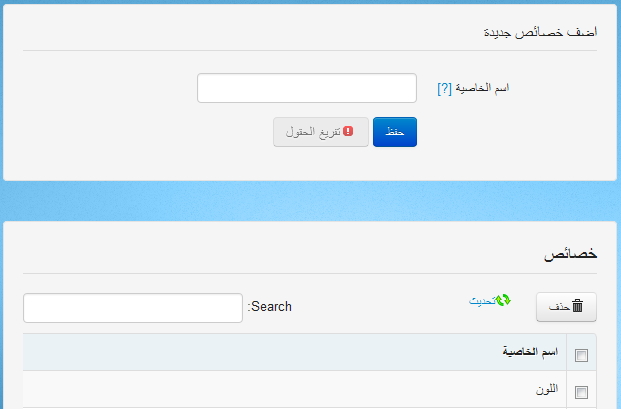 اضف خصائص جديدة
اسم الخاصية [?]
حفظ تفريغ الحقول
خصائص
حذف تحديث Search:
اسم الخاصية
اللون